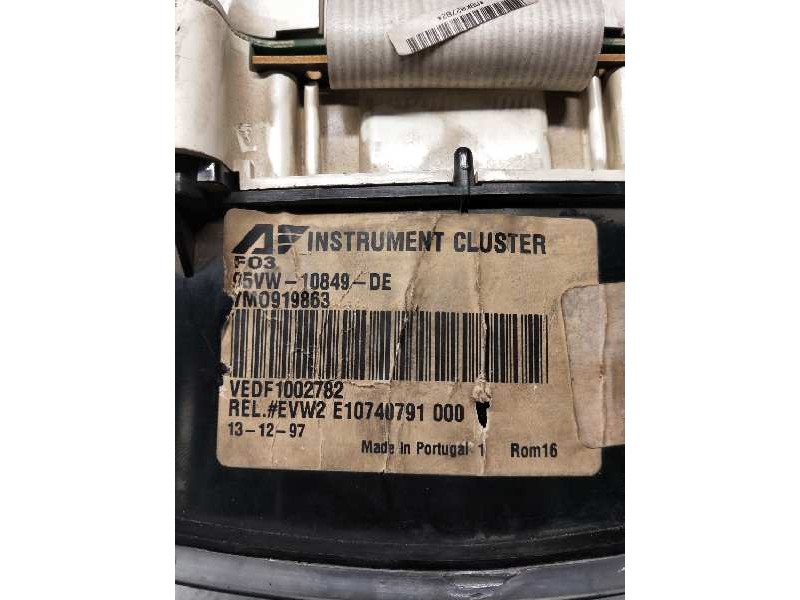 AF INSTRUMENT CLUSTER
F03
95VW-10849-DE
7M0919863
VEDF1002782
REL.#EVW2 E10740791 000
13-12-97
Made in Portugal 1 Rom16